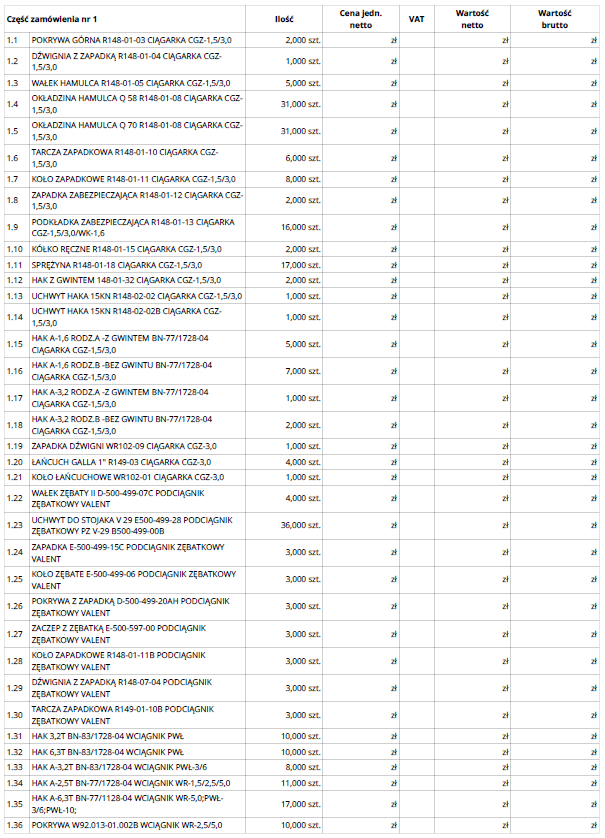 Część zamówienia nr 1 Ilość Cena jedn. netto VAT Wartość netto Wartość brutto
1.1 POKRYWA GÓRNA R148-01-03 CIĄGARKA CGZ-1,5/3,0 2,000 szt. zł zł zł
1.2 DŹWIGNIA Z ZAPADKĄ R148-01-04 CIĄGARKA CGZ-
1,5/3,0 1,000 szt. zł zł zł
1.3 WAŁEK HAMULCA R148-01-05 CIĄGARKA CGZ-1,5/3,0 5,000 szt. zł zł zł
1.4 OKŁADZINA HAMULCA Q 58 R148-01-08 CIĄGARKA CGZ-
1,5/3,0 31,000 szt. zł zł zł
1.5 OKŁADZINA HAMULCA Q 70 R148-01-08 CIĄGARKA CGZ-
1,5/3,0 31,000 szt. zł zł zł
1.6 TARCZA ZAPADKOWA R148-01-10 CIĄGARKA CGZ-
1,5/3,0 6,000 szt. zł zł zł
1.7 KOŁO ZAPADKOWE R148-01-11 CIĄGARKA CGZ-1,5/3,0 8,000 szt. zł zł zł
1.8 ZAPADKA ZABEZPIECZAJĄCA R148-01-12 CIĄGARKA CGZ-
1,5/3,0 2,000 szt. zł zł zł
1.9 PODKŁADKA ZABEZPIECZAJĄCA R148-01-13 CIĄGARKA
CGZ-1,5/3,0/WK-1,6 16,000 szt. zł zł zł
1.10 KÓŁKO RĘCZNE R148-01-15 CIĄGARKA CGZ-1,5/3,0 2,000 szt. zł zł zł
1.11 SPRĘŻYNA R148-01-18 CIĄGARKA CGZ-1,5/3,0 17,000 szt. zł zł zł
1.12 HAK Z GWINTEM 148-01-32 CIĄGARKA CGZ-1,5/3,0 2,000 szt. zł zł zł
1.13 UCHWYT HAKA 15KN R148-02-02 CIĄGARKA CGZ-1,5/3,0 1,000 szt. zł zł zł
1.14 UCHWYT HAKA 15KN R148-02-02B CIĄGARKA CGZ-
1,5/3,0 1,000 szt. zł zł zł
1.15 HAK A-1,6 RODZ.A -Z GWINTEM BN-77/1728-04
CIĄGARKA CGZ-1,5/3,0 5,000 szt. zł zł zł
1.16 HAK A-1,6 RODZ.B -BEZ GWINTU BN-77/1728-04
CIĄGARKA CGZ-1,5/3,0 7,000 szt. zł zł zł
1.17 HAK A-3,2 RODZ.A -Z GWINTEM BN-77/1728-04
CIĄGARKA CGZ-1,5/3,0 1,000 szt. zł zł zł
1.18 HAK A-3,2 RODZ.B -BEZ GWINTU BN-77/1728-04
CIĄGARKA CGZ-1,5/3,0 2,000 szt. zł zł zł
1.19 ZAPADKA DŹWIGNI WR102-09 CIĄGARKA CGZ-3,0 1,000 szt. zł zł zł
1.20 ŁAŃCUCH GALLA 1" R149-03 CIĄGARKA CGZ-3,0 4,000 szt. zł zł zł
1.21 KOŁO ŁAŃCUCHOWE WR102-01 CIĄGARKA CGZ-3,0 1,000 szt. zł zł zł
1.22 WAŁEK ZĘBATY II D-500-499-07C PODCIĄGNIK
ZĘBATKOWY VALENT 4,000 szt. zł zł zł
1.23 UCHWYT DO STOJAKA V 29 E500-499-28 PODCIĄGNIK
ZĘBATKOWY PZ V-29 B500-499-00B 36,000 szt. zł zł zł
1.24 ZAPADKA E-500-499-15C PODCIĄGNIK ZĘBATKOWY
VALENT 3,000 szt. zł zł zł
1.25 KOŁO ZĘBATE E-500-499-06 PODCIĄGNIK ZĘBATKOWY
VALENT 3,000 szt. zł zł zł
1.26 POKRYWA Z ZAPADKĄ D-500-499-20AH PODCIĄGNIK
ZĘBATKOWY VALENT 3,000 szt. zł zł zł
1.27 ZACZEP Z ZĘBATKĄ E-500-597-00 PODCIĄGNIK
ZĘBATKOWY VALENT 3,000 szt. zł zł zł
1.28 KOŁO ZAPADKOWE R148-01-11B PODCIĄGNIK
ZĘBATKOWY VALENT 3,000 szt. zł zł zł
1.29 DŹWIGNIA Z ZAPADKĄ R148-07-04 PODCIĄGNIK
ZĘBATKOWY VALENT 3,000 szt. zł zł zł
1.30 TARCZA ZAPADKOWA R149-01-10B PODCIĄGNIK
ZĘBATKOWY VALENT 3,000 szt. zł zł zł
1.31 HAK 3,2T BN-83/1728-04 WCIĄGNIK PWŁ 10,000 szt. zł zł zł
1.32 HAK 6,3T BN-83/1728-04 WCIĄGNIK PWŁ 10,000 szt. zł zł zł
1.33 HAK A-3,2T BN-83/1728-04 WCIĄGNIK PWŁ-3/6 8,000 szt. zł zł zł
1.34 HAK A-2,5T BN-77/1728-04 WCIĄGNIK WR-1,5/2,5/5,0 11,000 szt. zł zł zł
1.35 HAK A-6,3T BN-77/1128-04 WCIĄGNIK WR-5,0;PWŁ-
3/6;PWŁ-10; 17,000 szt. zł zł zł
1.36 POKRYWA W92.013-01.002B WCIĄGNIK WR-2,5/5,0 10,000 szt. zł zł zł